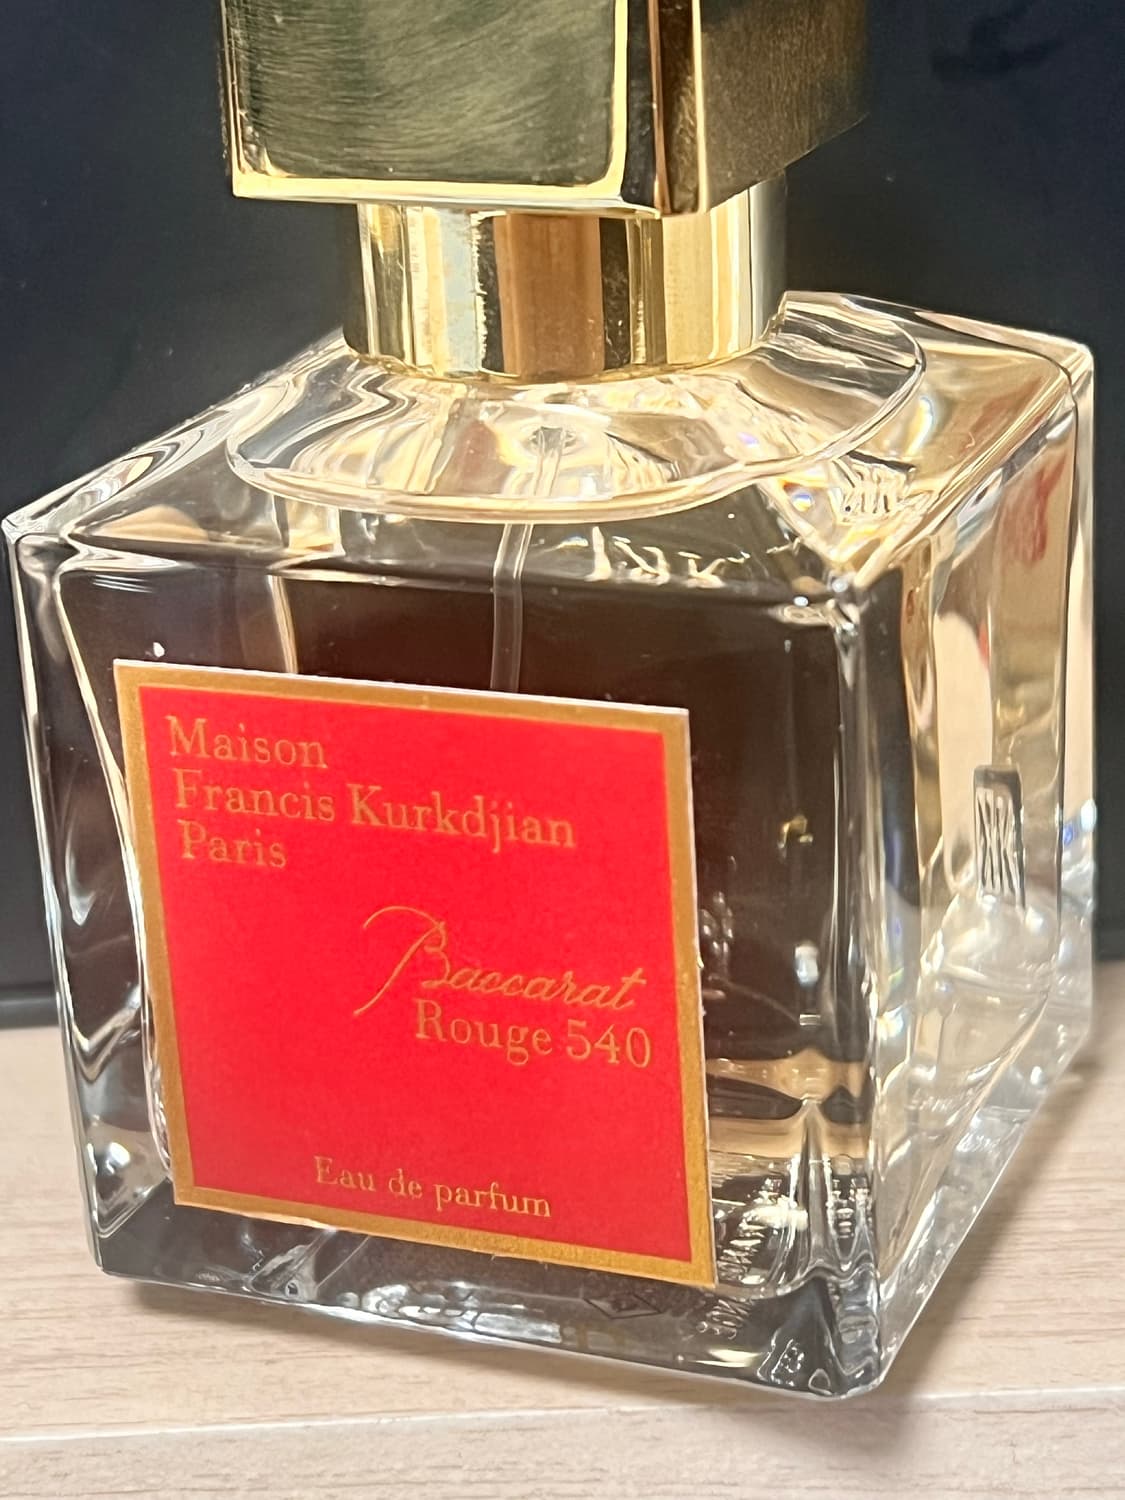 Maison
Francis Kurkdjian
Paris
Baccarat
Rouge 540
Eau de parfum